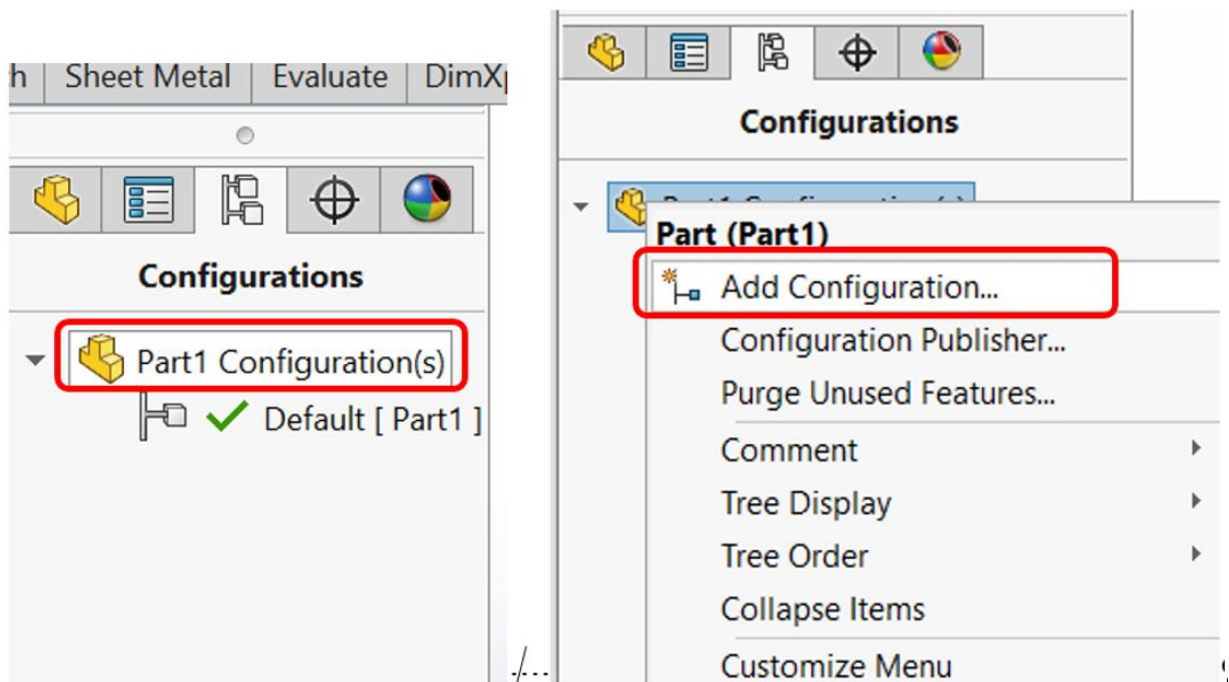 h Sheet Metal Evaluate DimX
Configurations
Part1 Configuration(s)
Default [ Part1 ]
Configurations
Part (Part1)
Add Configuration...
Configuration Publisher...
Purge Unused Features...
Comment
Tree Display
Tree Order
Collapse Items
Customize Menu